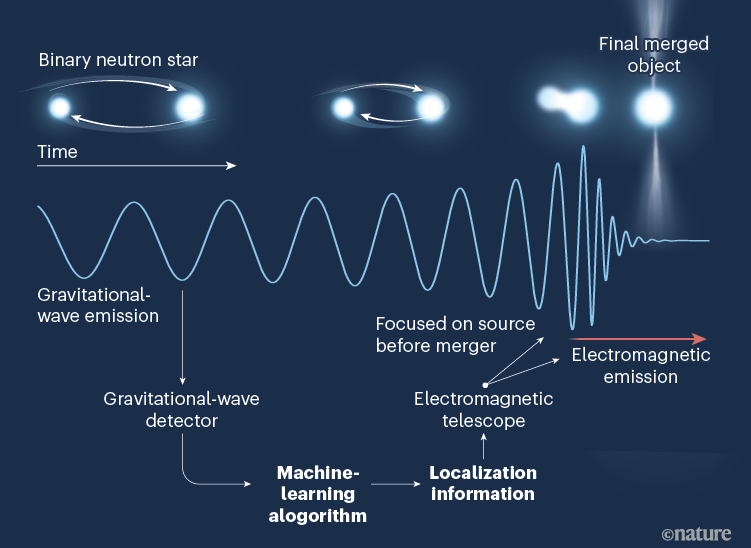 Binary neutron star
Final merged
object
Time
Gravitational-
wave emission
Focused on source
before merger
Electromagnetic
emission
Gravitational-wave
detector
Electromagnetic
telescope
Machine-
learning
alogorithm
Localization
information
©nature